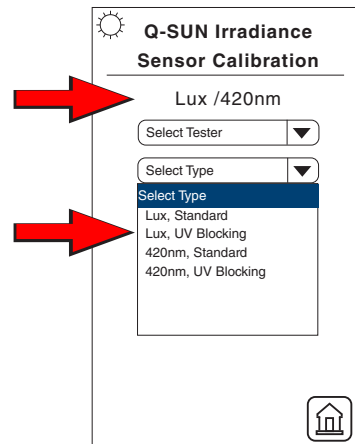 Q-SUN Irradiance
Sensor Calibration
Lux /420nm
Select Tester
Select Type
Select Type
Lux, Standard
Lux, UV Blocking
420nm, Standard
420nm, UV Blocking